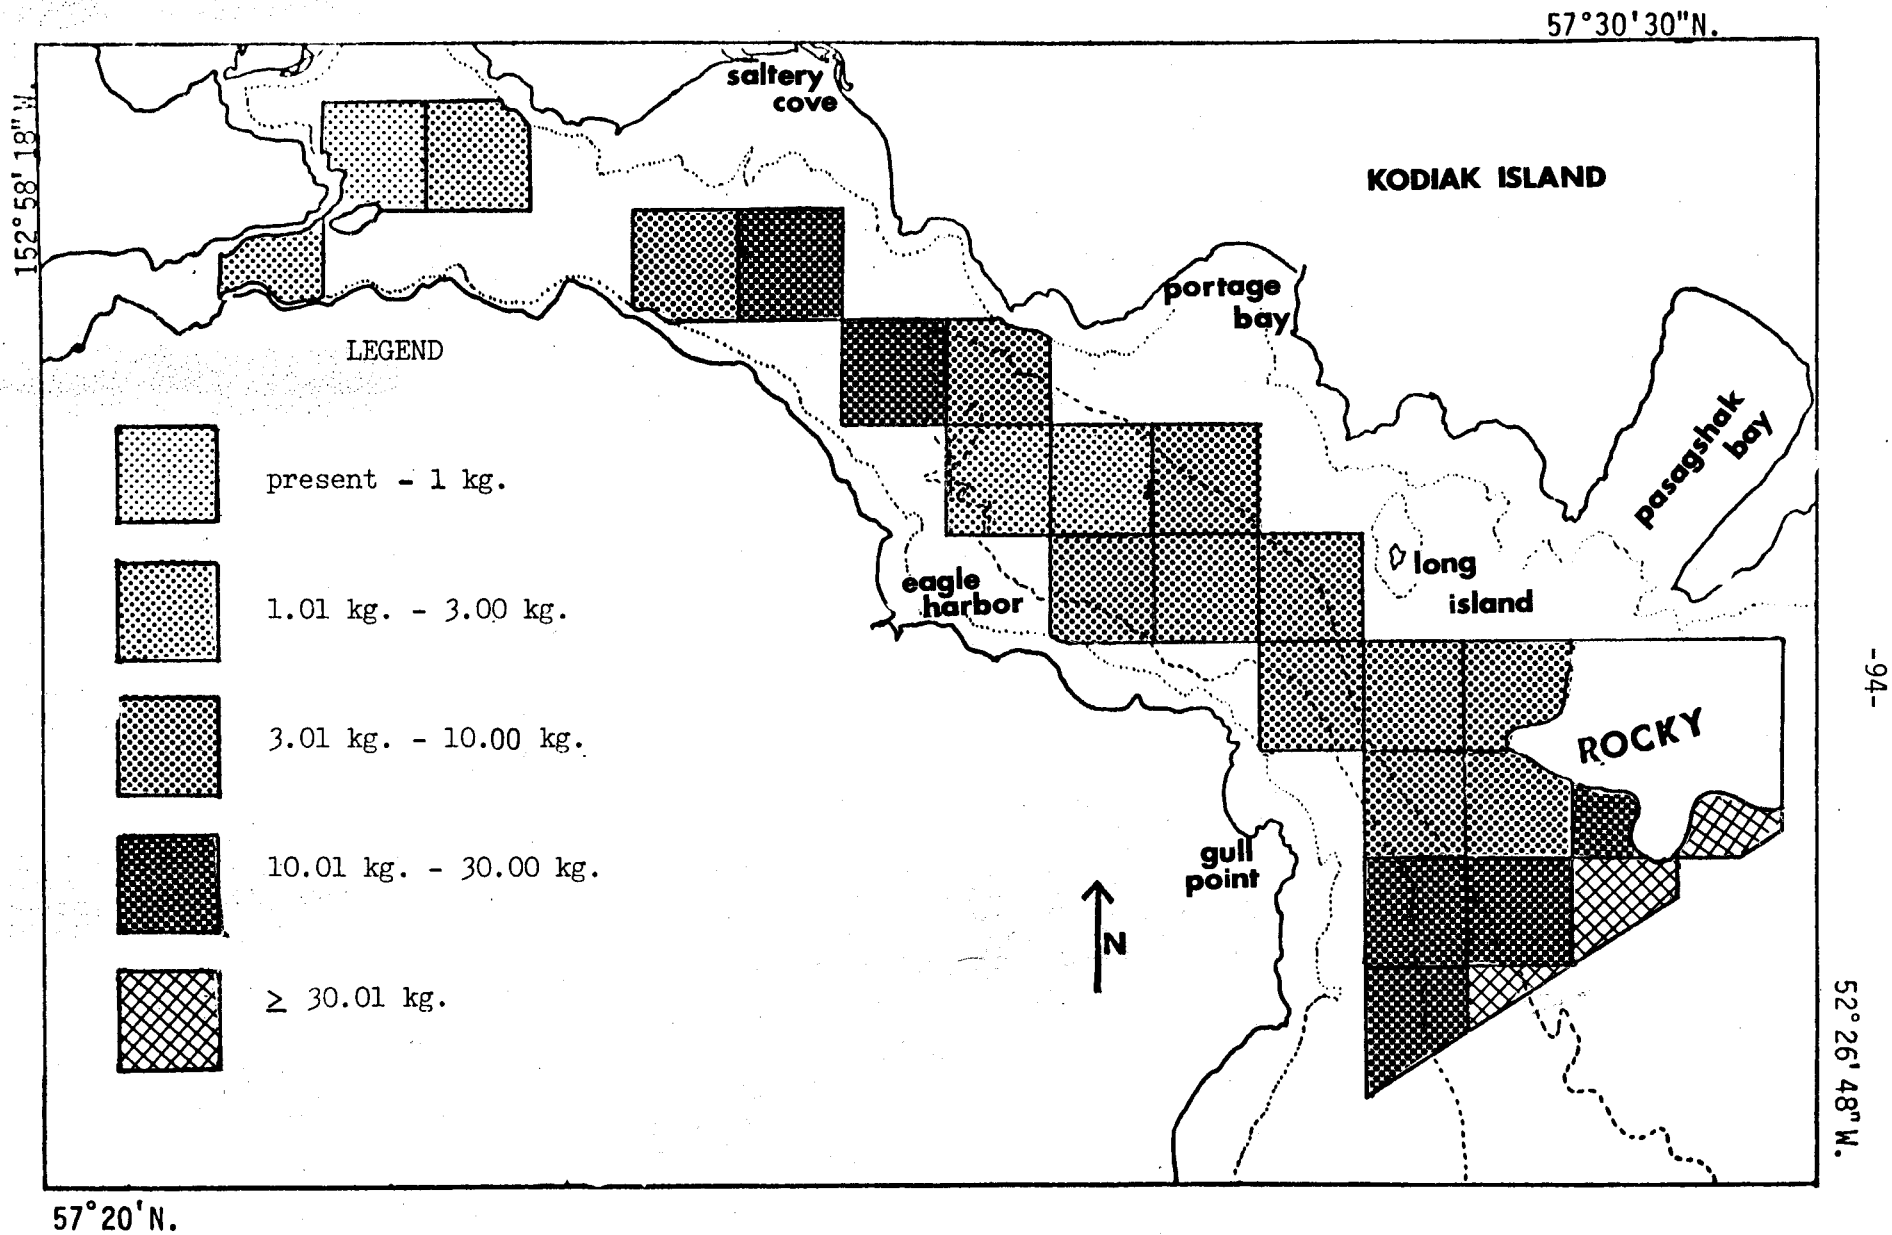 57°30'30"N.
152°58'18"W.
saltery
cove
KODIAK ISLAND
portage
bay
pasagshak
bay
LEGEND
present - 1 kg.
1.01 kg. - 3.00 kg.
3.01 kg. - 10.00 kg.
10.01 kg. - 30.00 kg.
≥ 30.01 kg.
eagle
harbor
long
island
ROCKY
gull
point
N
-94-
52°26'48"W.
57°20'N.